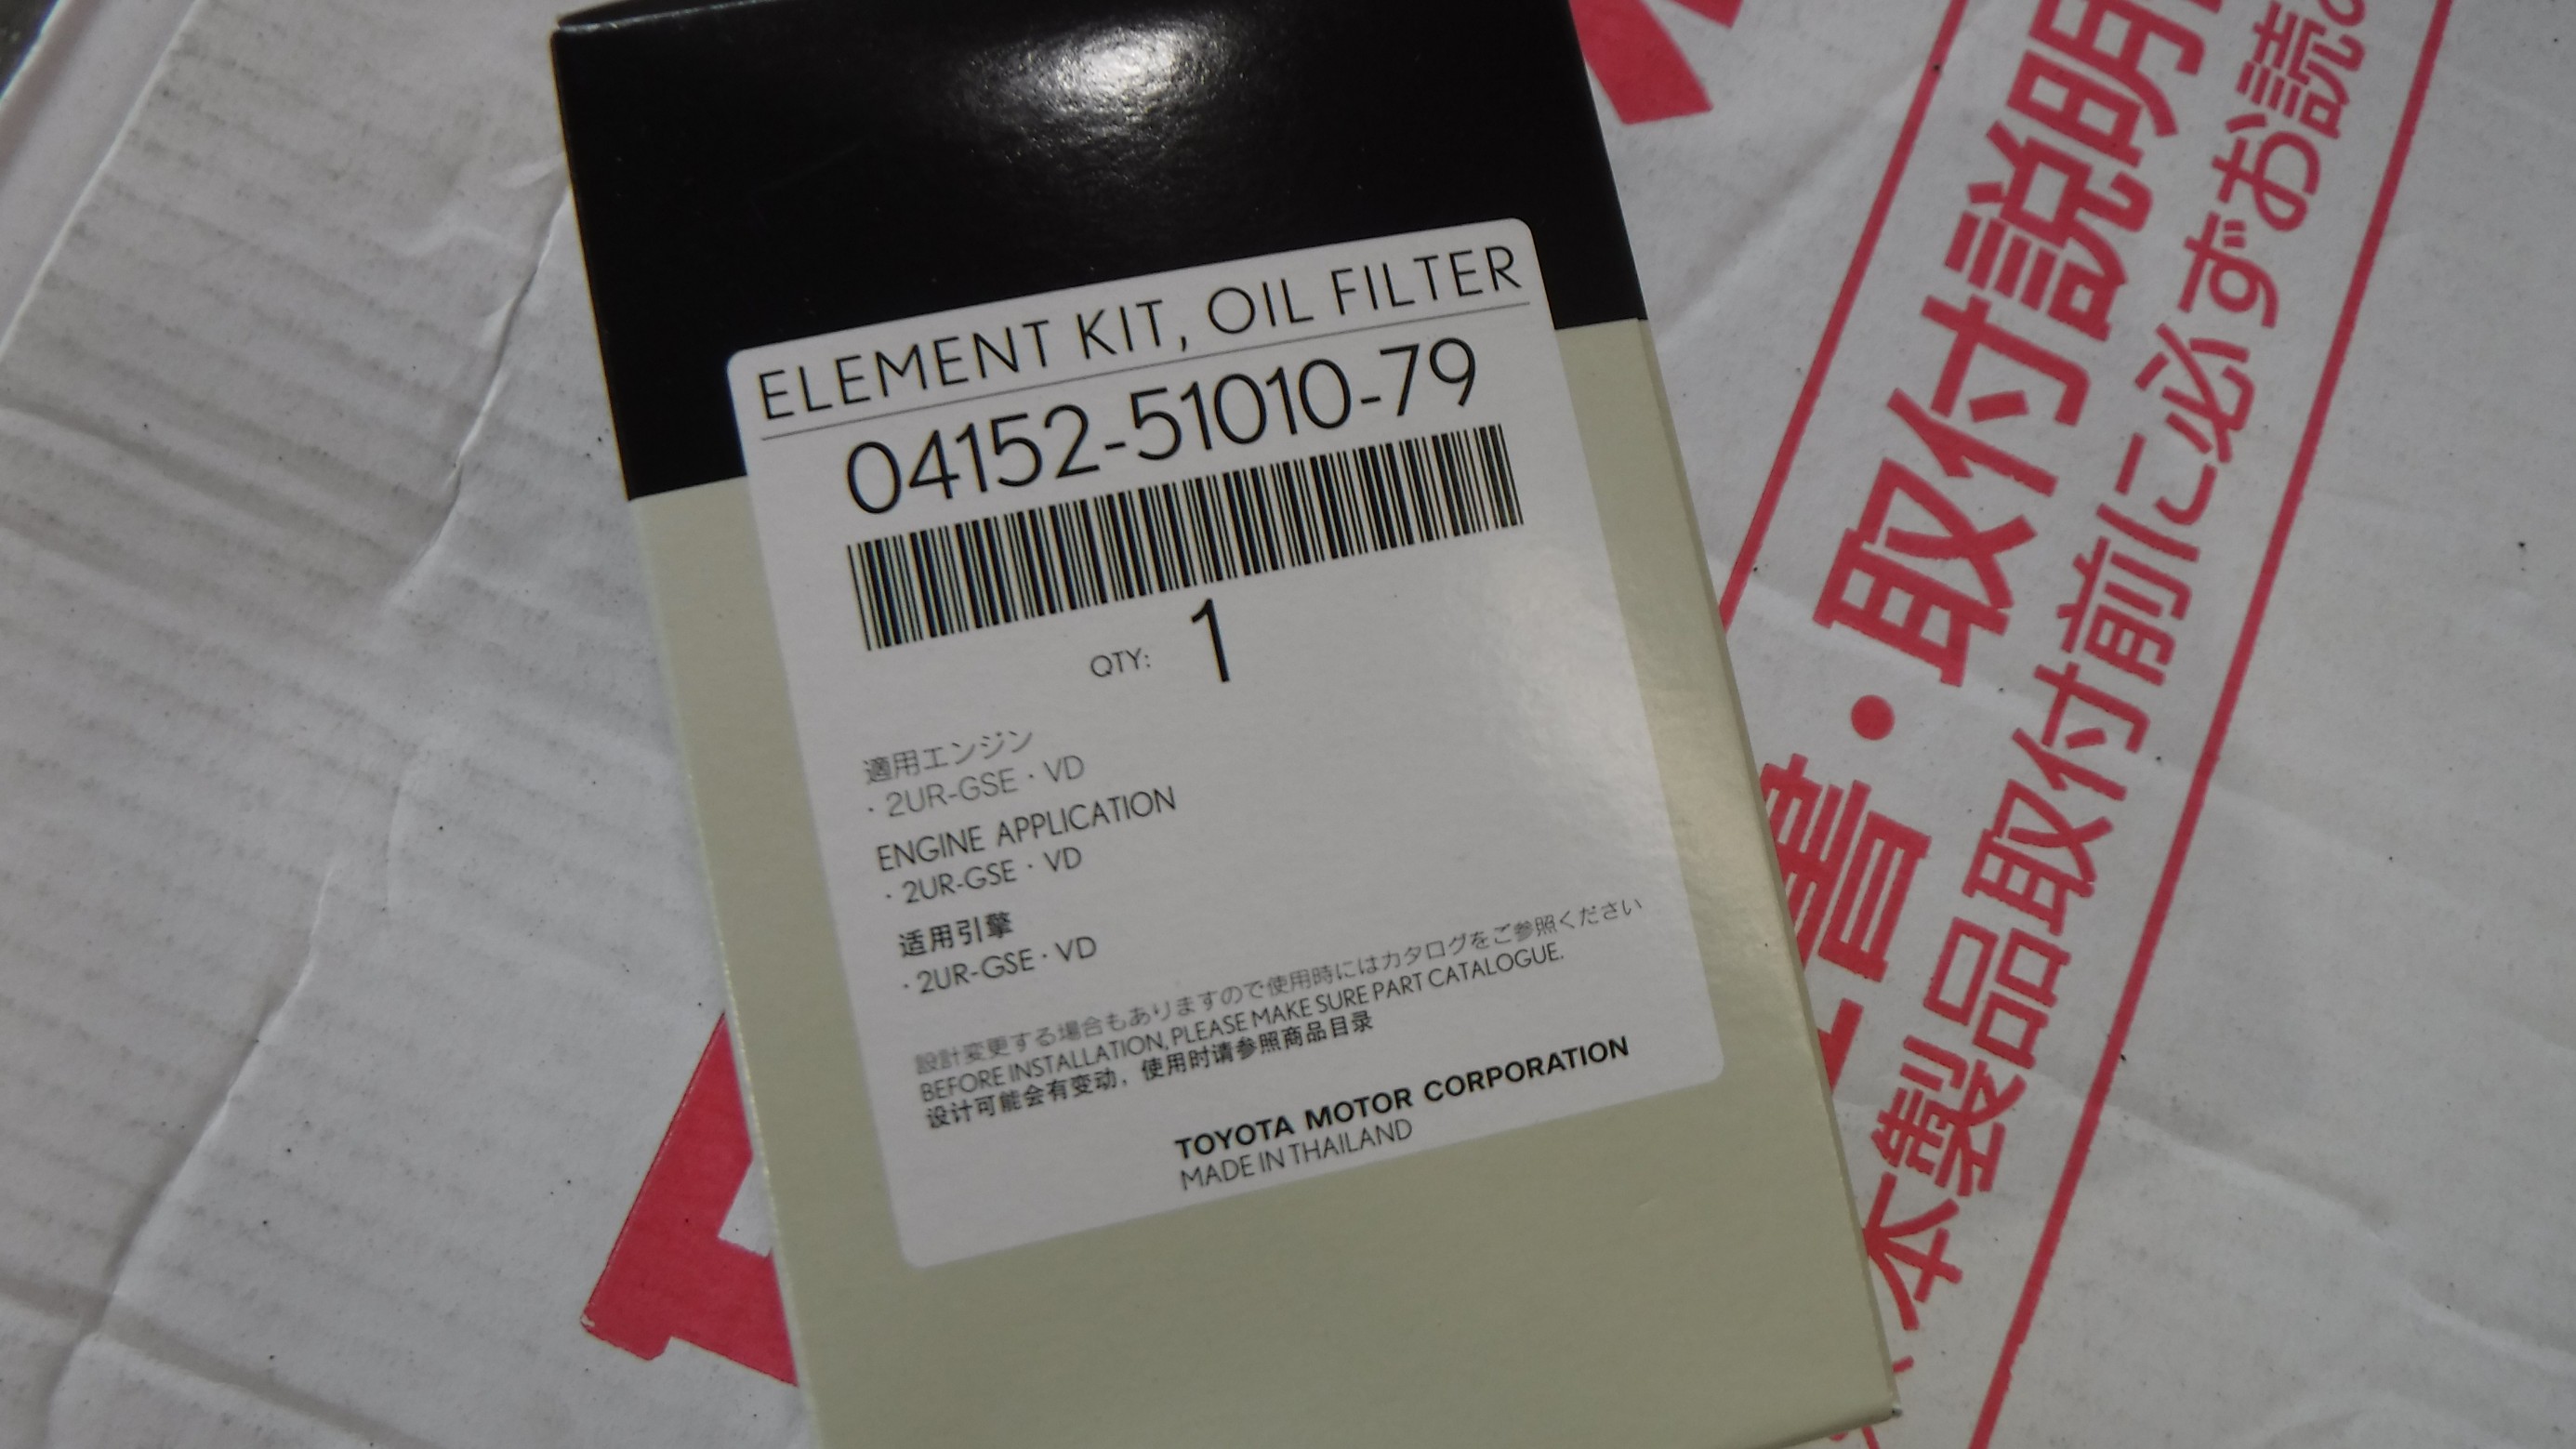 ELEMENT KIT, OIL FILTER
04152-51010-79
QTY: 1
適用エンジン
・2UR-GSE・VD
ENGINE APPLICATION
・2UR-GSE・VD
适用引擎
・2UR-GSE・VD
設計変更する場合もありますので使用時にはカタログをご参照ください
BEFORE INSTALLATION, PLEASE MAKE SURE PART CATALOGUE.
设计可能会有变动，使用时请参照商品目录
TOYOTA MOTOR CORPORATION
MADE IN THAILAND
書・取付説明
本製品取付前に必ずお読